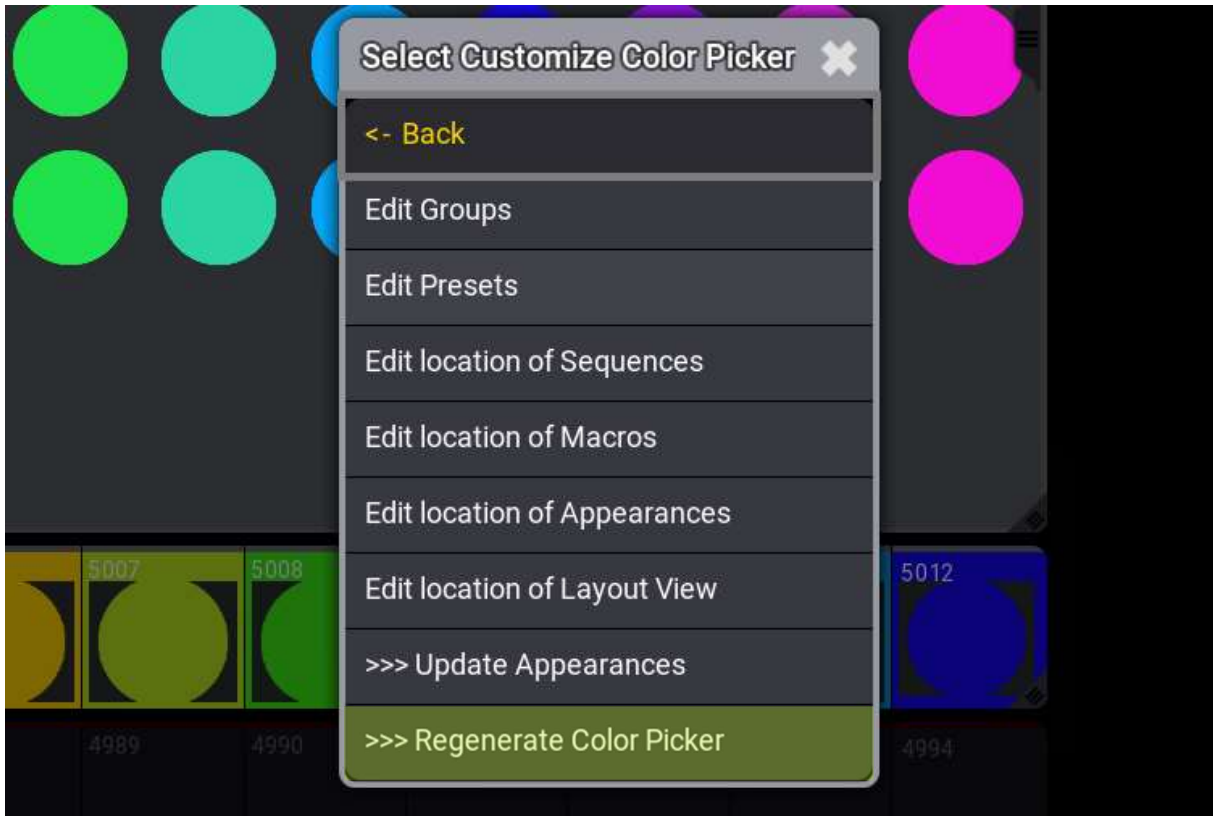 Select Customize Color Picker
<- Back
Edit Groups
Edit Presets
Edit location of Sequences
Edit location of Macros
Edit location of Appearances
Edit location of Layout View
>>> Update Appearances
>>> Regenerate Color Picker
5007
5008
5012
4989
4990
4994